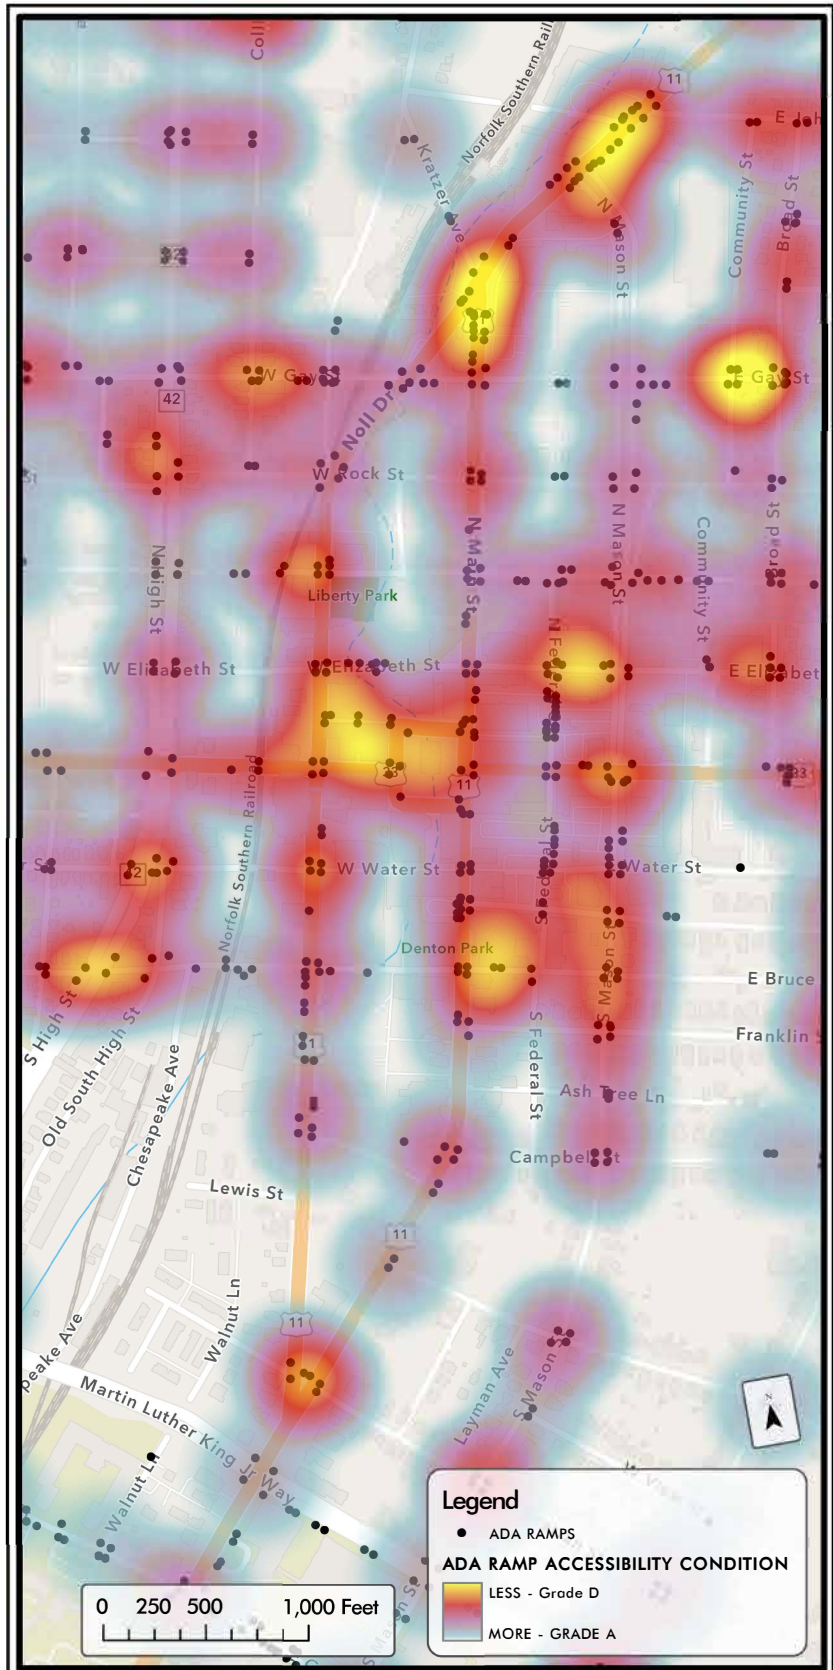 Coll
Norfolk Southern Rail
11
Kratzer Ave
N Mason St
Community St
Broad St
42
W Gay St
E Gay St
Noll Dr
W Rock St
N High St
N Main St
N Mason St
Community St
Broad St
Liberty Park
W Elizabeth St
W Elizabeth St
E Elizabet
33
11
33
Norfolk Southern Railroad
W Water St
Water St
Denton Park
S High St
Old South High St
Chesapeake Ave
S Mason St
S Federal St
E Bruce
Franklin S
Ash Tree Ln
Campbell St
Lewis St
11
11
Walnut Ln
peake Ave
Martin Luther King Jr Way
Walnut Ln
Layman Ave
S Mason
N
Legend
ADA RAMPS
ADA RAMP ACCESSIBILITY CONDITION
LESS - Grade D
MORE - GRADE A
0 250 500 1,000 Feet
S Mason St